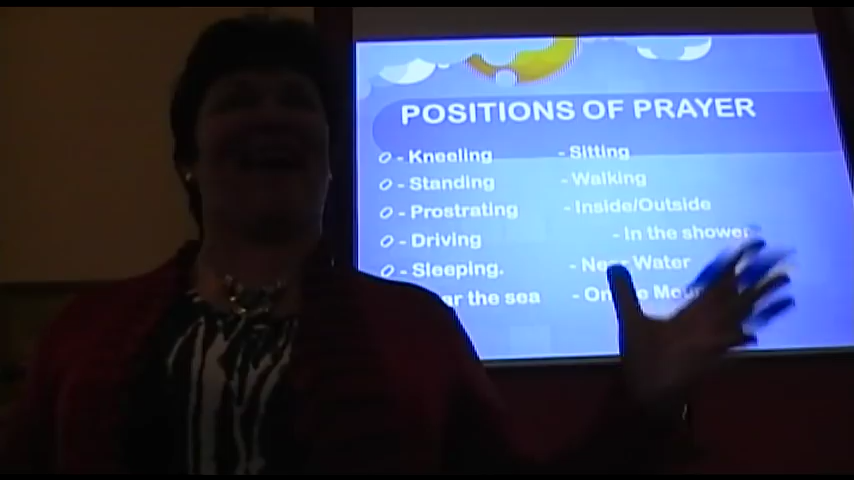 POSITIONS OF PRAYER
- Kneeling - Sitting
- Standing - Walking
- Prostrating - Inside/Outside
- Driving - In the shower
- Sleeping. - Near Water
the sea - On